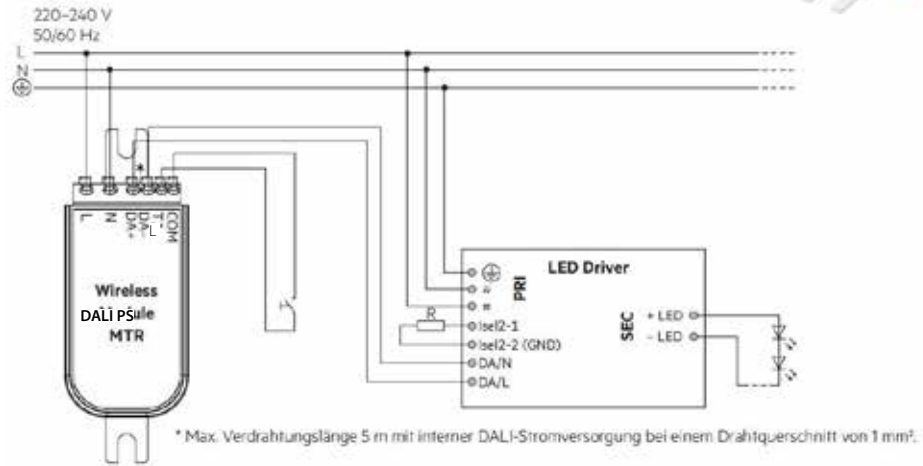 220–240 V
50/60 Hz
L
N
L
N
DA+
DA-
L
T*
COM
Wireless
DALI PS ule
MTR
LED Driver
PRI
R
Isel2-1
Isel2-2 (GND)
DA/N
DA/L
SEC
+ LED
- LED
* Max. Verdrahtungslänge 5 m mit interner DALI-Stromversorgung bei einem Drahtquerschnitt von 1 mm².